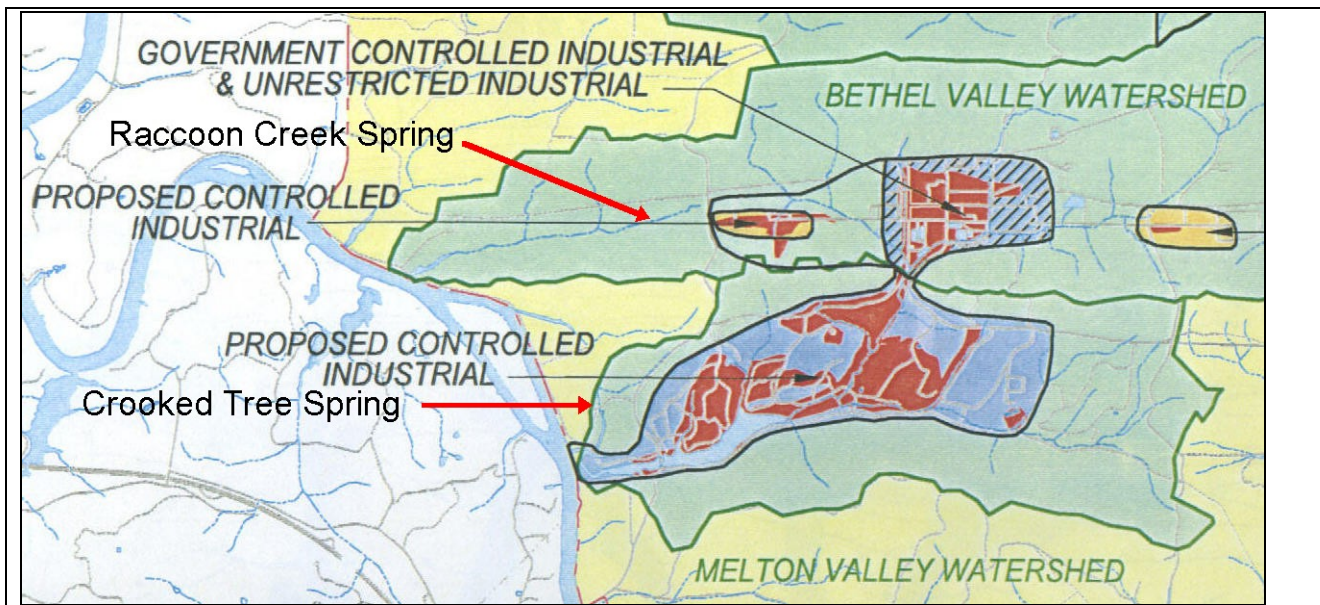 GOVERNMENT CONTROLLED INDUSTRIAL
& UNRESTRICTED INDUSTRIAL
BETHEL VALLEY WATERSHED
Raccoon Creek Spring
PROPOSED CONTROLLED
INDUSTRIAL
PROPOSED CONTROLLED
INDUSTRIAL
Crooked Tree Spring
MELTON VALLEY WATERSHED